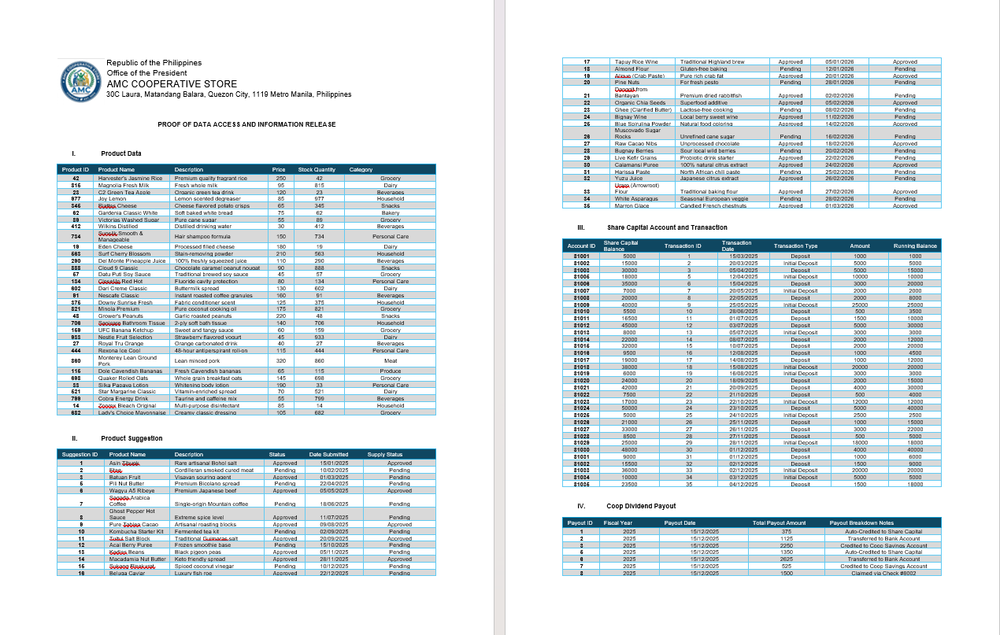 Republic of the Philippines
Office of the President
AMC COOPERATIVE STORE
30C Laura, Matandang Balara, Quezon City, 1119 Metro Manila, Philippines
PROOF OF DATA ACCESS AND INFORMATION RELEASE
I. Product Data
Product ID Product Name Description Price Stock Quantity Category
42 Harvester's Jasmine Rice Premium quality fragrant rice 250 42 Grocery
815 Magnolia Fresh Milk Fresh whole milk 95 815 Dairy
23 C2 Green Tea Apple Organic green tea drink 120 23 Beverages
977 Joy Lemon Lemon scented degreaser 85 977 Household
345 Cheese Cheese flavored potato crisps 65 345 Snacks
62 Gardenia Classic White Soft baked white bread 75 62 Bakery
89 Victorias Washed Sugar Pure cane sugar 55 89 Grocery
412 Wilkins Distilled Distilled drinking water 30 412 Beverages
734 Sunsilk Smooth & Manageable Hair shampoo formula 150 734 Personal Care
19 Eden Cheese Processed filled cheese 180 19 Dairy
563 Surf Cherry Blossom Stain-removing powder 210 563 Household
290 Del Monte Pineapple Juice 100% freshly squeezed juice 110 290 Beverages
888 Cloud 9 Classic Chocolate caramel peanut nougat 90 888 Snacks
57 Datu Puti Soy Sauce Traditional brewed soy sauce 45 57 Grocery
134 Closeup Red Hot Fluoride cavity protection 80 134 Personal Care
602 Dari Creme Classic Buttermilk spread 130 602 Dairy
91 Nescafe Classic Instant roasted coffee granules 160 91 Beverages
375 Downy Sunrise Fresh Fabric conditioner scent 125 375 Household
821 Minola Premium Pure coconut cooking oil 175 821 Grocery
48 Grower's Peanuts Garlic roasted peanuts 220 48 Snacks
706 Sanicare Bathroom Tissue 2-ply soft bath tissue 140 706 Household
159 UFC Banana Ketchup Sweet and tangy sauce 60 159 Grocery
933 Nestle Fruit Selection Strawberry flavored yogurt 45 933 Dairy
27 Royal Tru Orange Orange carbonated drink 40 27 Beverages
444 Rexona Ice Cool 48-hour antiperspirant roll-on 115 444 Personal Care
860 Monterey Lean Ground Pork Lean minced pork 320 860 Meat
115 Dole Cavendish Bananas Fresh Cavendish bananas 65 115 Produce
698 Quaker Rolled Oats Whole grain breakfast oats 145 698 Grocery
33 Silka Papaya Lotion Whitening body lotion 190 33 Personal Care
521 Star Margarine Classic Vitamin-enriched spread 70 521 Dairy
799 Cobra Energy Drink Taurine and caffeine mix 55 799 Beverages
14 Zonrox Bleach Original Multi-purpose disinfectant 85 14 Household
682 Lady's Choice Mayonnaise Creamy classic dressing 105 682 Grocery
II. Product Suggestion
Suggestion ID Product Name Description Status Date Submitted Supply Status
1 Asin Tibuok Rare artisanal Bohol salt Approved 15/01/2025 Approved
2 Cordilleran smoked cured meat Pending 10/02/2025 Pending
3 Batuan Fruit Visayan souring agent Approved 01/03/2025 Pending
5 Pili Nut Butter Premium Bicolano spread Pending 22/04/2025 Pending
6 Wagyu A5 Ribeye Premium Japanese beef Approved 05/05/2025 Approved
7 Sagada Arabica Coffee Single-origin Mountain coffee Pending 18/06/2025 Pending
8 Ghost Pepper Hot Sauce Extreme spice level Approved 11/07/2025 Pending
9 Pure Tablea Cacao Artisanal roasting blocks Approved 09/08/2025 Approved
10 Kombucha Starter Kit Fermented tea kit Pending 02/09/2025 Pending
11 Tultul Salt Block Traditional Guimaras salt Approved 20/09/2025 Approved
12 Acai Berry Puree Frozen smoothie base Pending 15/10/2025 Pending
13 Kadios Beans Black pigeon peas Approved 05/11/2025 Pending
14 Macadamia Nut Butter Keto friendly spread Approved 28/11/2025 Approved
15 Sukang Pinakurat Spiced coconut vinegar Pending 10/12/2025 Pending
16 Beluga Caviar Luxury fish roe Approved 22/12/2025 Pending
17 Tapuy Rice Wine Traditional Highland brew Approved 05/01/2026 Approved
18 Almond Flour Gluten-free baking Pending 12/01/2026 Pending
19 Aligue (Crab Paste) Pure rich crab fat Approved 20/01/2026 Approved
20 Pine Nuts For fresh pesto Pending 28/01/2026 Pending
21 Danggit from Bantayan Premium dried rabbitfish Approved 02/02/2026 Pending
22 Organic Chia Seeds Superfood additive Approved 05/02/2026 Approved
23 Ghee (Clarified Butter) Lactose-free cooking Pending 08/02/2026 Pending
24 Bignay Wine Local berry sweet wine Approved 11/02/2026 Pending
25 Blue Spirulina Powder Natural food coloring Approved 14/02/2026 Approved
26 Muscovado Sugar Rocks Unrefined cane sugar Pending 16/02/2026 Pending
27 Raw Cacao Nibs Unprocessed chocolate Approved 18/02/2026 Approved
28 Bugnay Berries Sour local wild berries Pending 20/02/2026 Pending
29 Live Kefir Grains Probiotic drink starter Approved 22/02/2026 Pending
30 Calamansi Puree 100% natural citrus extract Approved 24/02/2026 Approved
31 Harissa Paste North African chili paste Pending 25/02/2026 Pending
32 Yuzu Juice Japanese citrus extract Approved 26/02/2026 Pending
33 Uraro (Arrowroot) Flour Traditional baking flour Approved 27/02/2026 Approved
34 White Asparagus Seasonal European veggie Pending 28/02/2026 Pending
35 Marron Glace Candied French chestnuts Approved 01/03/2026 Approved
III. Share Capital Account and Transaction
Account ID Share Capital Balance Transaction ID Transaction Date Transaction Type Amount Running Balance
81001 5000 1 15/03/2025 Deposit 1000 1000
81002 15000 2 20/03/2025 Initial Deposit 5000 5000
81003 30000 3 05/04/2025 Deposit 5000 15000
81005 18000 5 12/04/2025 Initial Deposit 10000 10000
81006 35000 6 15/04/2025 Deposit 3000 20000
81007 7000 7 20/05/2025 Initial Deposit 2000 2000
81008 20000 8 22/05/2025 Deposit 2000 8000
81009 40000 9 25/05/2025 Initial Deposit 25000 25000
81010 5500 10 28/06/2025 Deposit 500 3500
81011 16500 11 01/07/2025 Deposit 1500 10000
81012 45000 12 03/07/2025 Deposit 5000 30000
81013 8000 13 05/07/2025 Initial Deposit 3000 3000
81014 22000 14 08/07/2025 Deposit 2000 12000
81015 32000 15 10/07/2025 Deposit 2000 20000
81016 9500 16 12/08/2025 Deposit 1000 4500
81017 19000 17 14/08/2025 Deposit 1000 12000
81018 38000 18 15/08/2025 Initial Deposit 20000 20000
81019 6000 19 16/08/2025 Initial Deposit 3000 3000
81020 24000 20 18/09/2025 Deposit 2000 15000
81021 42000 21 20/09/2025 Deposit 4000 30000
81022 7500 22 21/10/2025 Deposit 500 4000
81023 17000 23 22/10/2025 Initial Deposit 12000 12000
81024 50000 24 23/10/2025 Deposit 5000 40000
81025 5000 25 24/10/2025 Initial Deposit 2500 2500
81026 21000 26 25/11/2025 Deposit 1000 15000
81027 33000 27 26/11/2025 Deposit 3000 22000
81028 8500 28 27/11/2025 Deposit 500 5000
81029 25000 29 28/11/2025 Initial Deposit 18000 18000
81030 48000 30 01/12/2025 Deposit 4000 40000
81031 9000 31 01/12/2025 Deposit 1000 6000
81032 15500 32 02/12/2025 Deposit 1500 9000
81033 36000 33 02/12/2025 Initial Deposit 20000 20000
81034 10000 34 03/12/2025 Initial Deposit 5000 5000
81035 23500 35 04/12/2025 Deposit 1500 18000
IV. Coop Dividend Payout
Payout ID Fiscal Year Payout Date Total Payout Amount Payout Breakdown Notes
1 2025 15/12/2025 375 Auto-Credited to Share Capital
2 2025 15/12/2025 1125 Transferred to Bank Account
3 2025 15/12/2025 2250 Credited to Coop Savings Account
5 2025 15/12/2025 1350 Auto-Credited to Share Capital
6 2025 15/12/2025 2625 Transferred to Bank Account
7 2025 15/12/2025 525 Credited to Coop Savings Account
8 2025 15/12/2025 1500 Claimed via Check #8002